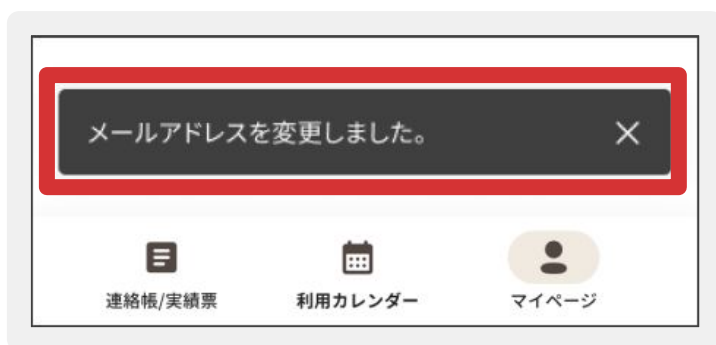 メールアドレスを変更しました。
連絡帳/実績票
利用カレンダー
マイページ